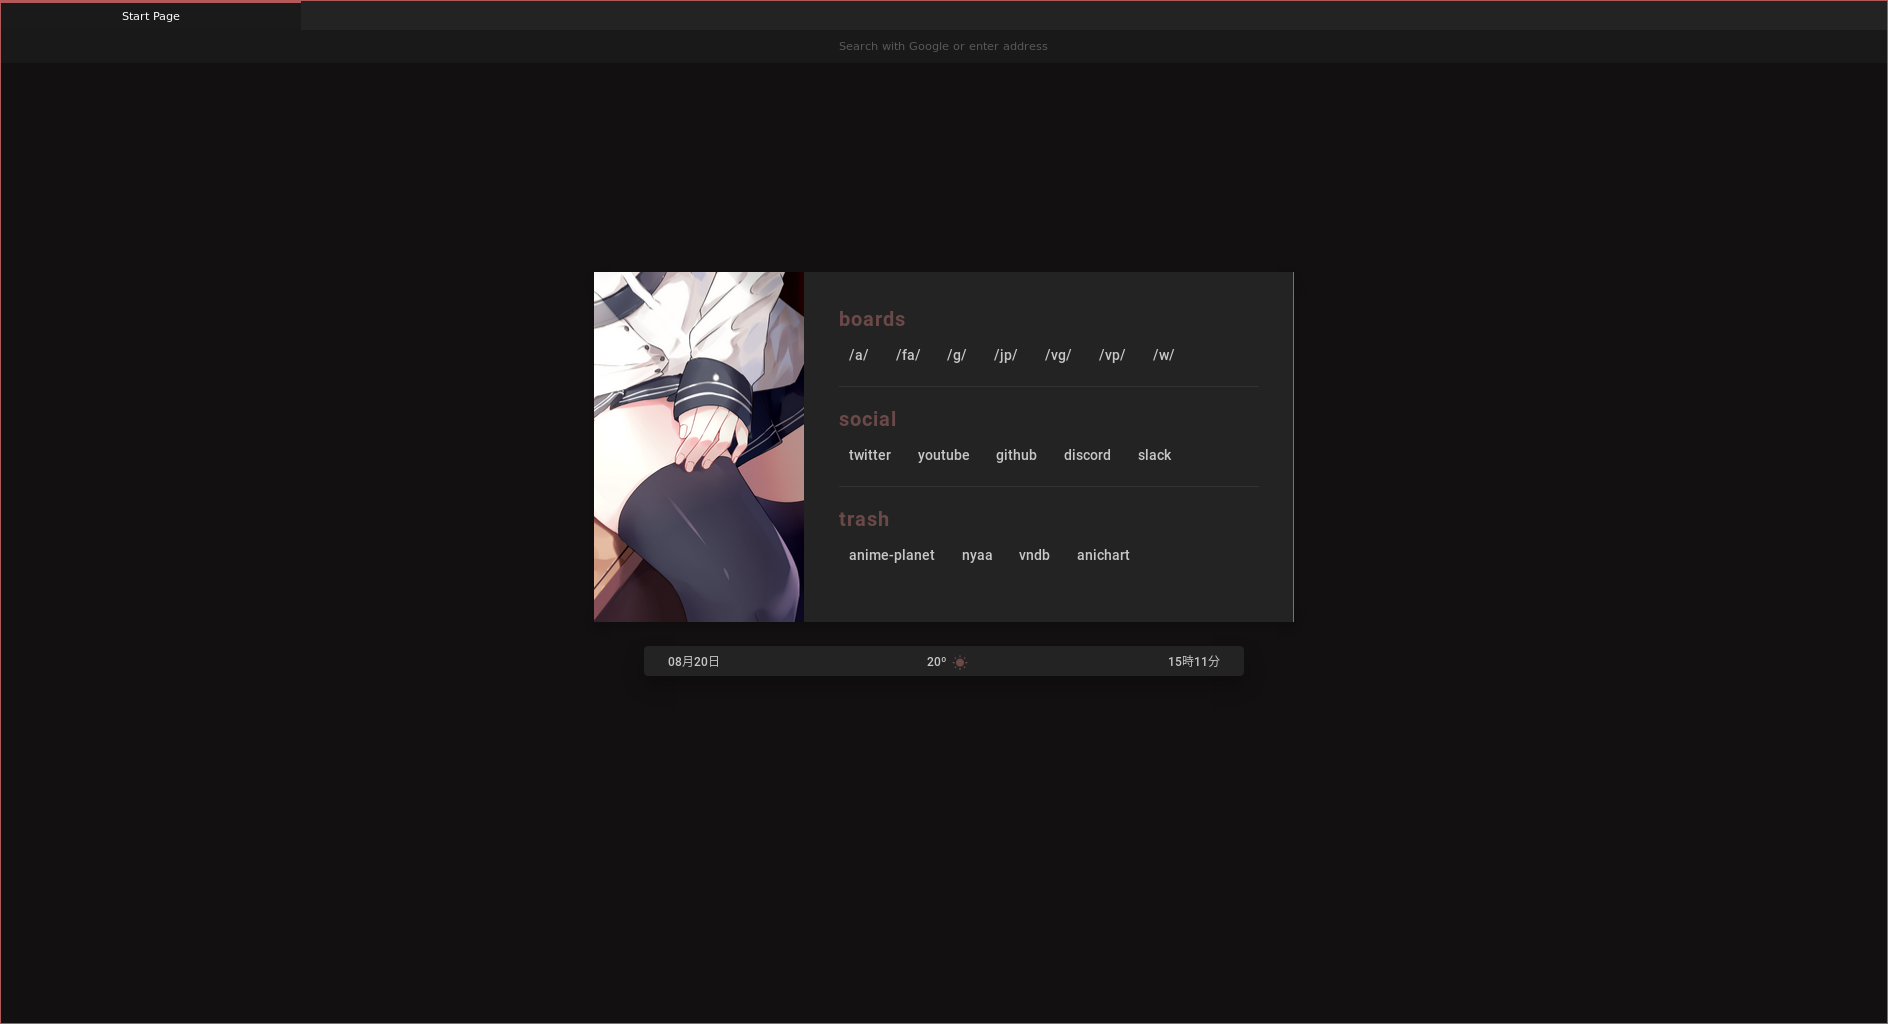 Start Page
Search with Google or enter address
boards
/a/ /fa/ /g/ /jp/ /vg/ /vp/ /w/
social
twitter youtube github discord slack
trash
anime-planet nyaa vndb anichart
08月20日 20º 15時11分